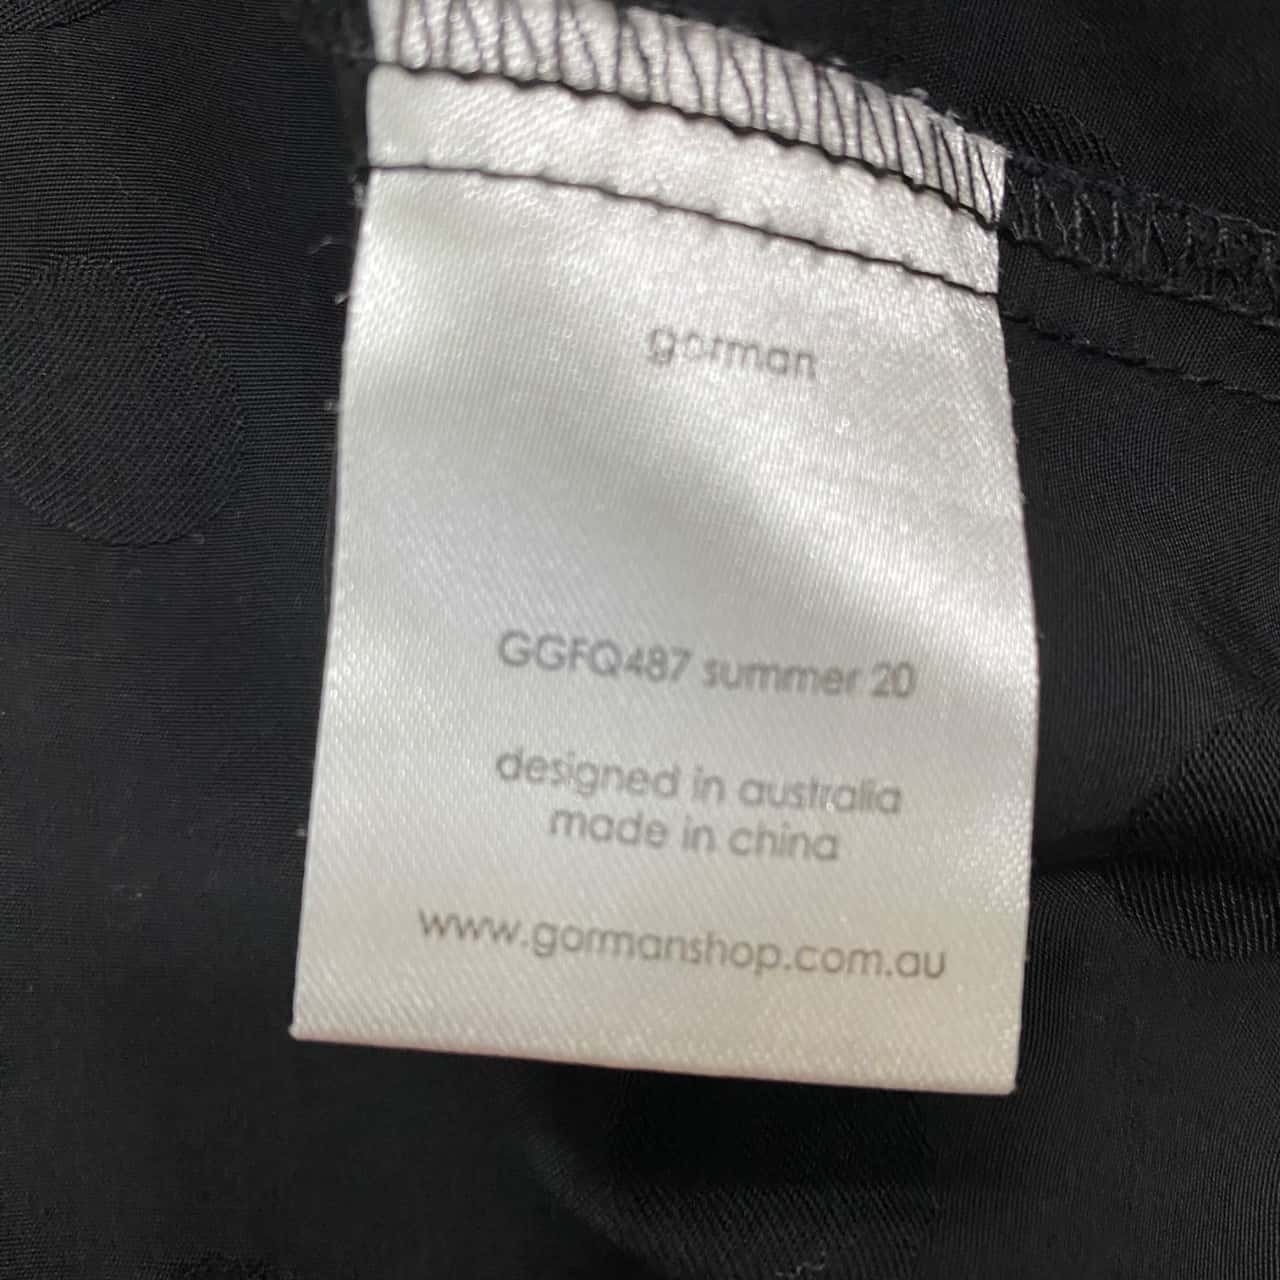 gorman
GGFQ487 summer 20
designed in australia
made in china
www.gormanshop.com.au